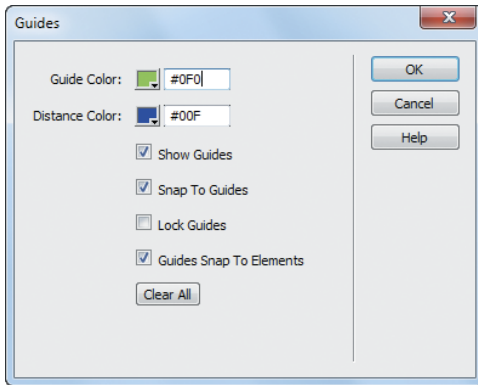 Guides
Guide Color: #0F0
Distance Color: #00F
Show Guides
Snap To Guides
Lock Guides
Guides Snap To Elements
Clear All
OK
Cancel
Help